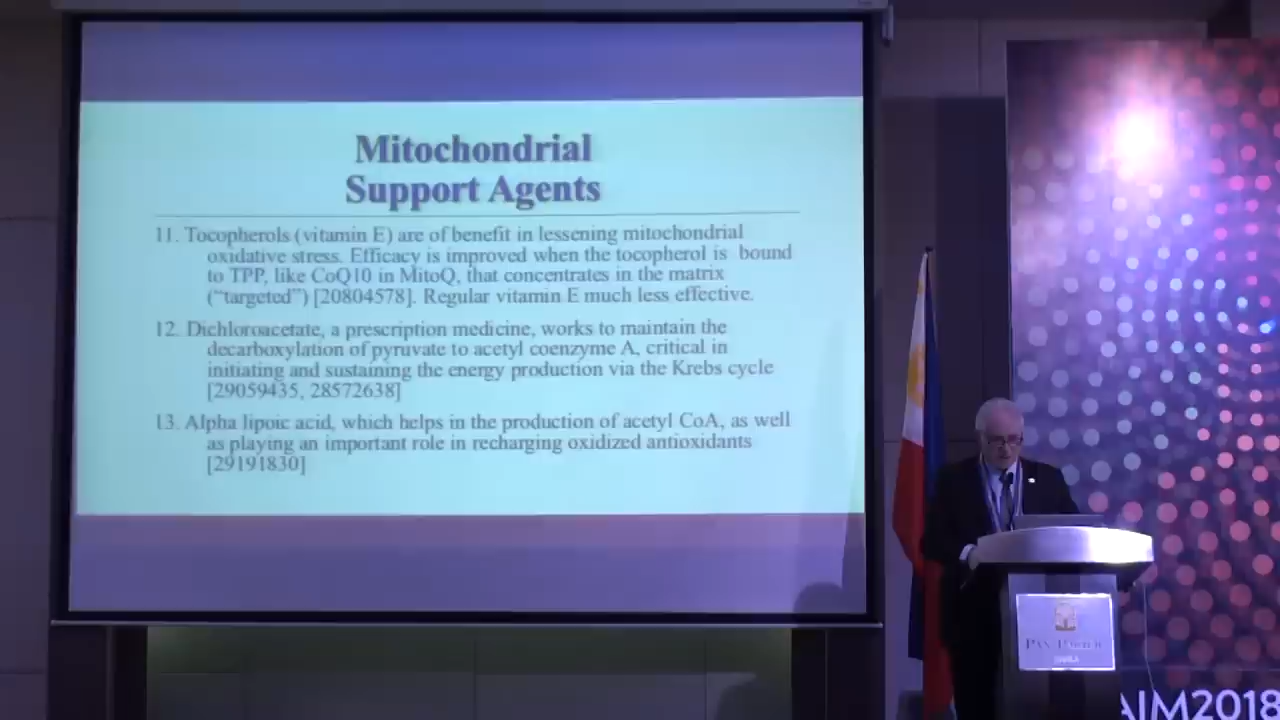 Mitochondrial
Support Agents
11. Tocopherols (vitamin E) are of benefit in lessening mitochondrial
oxidative stress. Efficacy is improved when the tocopherol is bound
to TPP, like CoQ10 in MitoQ, that concentrates in the matrix
("targeted") [20804578]. Regular vitamin E much less effective.
12. Dichloroacetate, a prescription medicine, works to maintain the
decarboxylation of pyruvate to acetyl coenzyme A, critical in
initiating and sustaining the energy production via the Krebs cycle
[29059435, 28572638]
13. Alpha lipoic acid, which helps in the production of acetyl CoA, as well
as playing an important role in recharging oxidized antioxidants
[29191830]
PAN
AIM2018